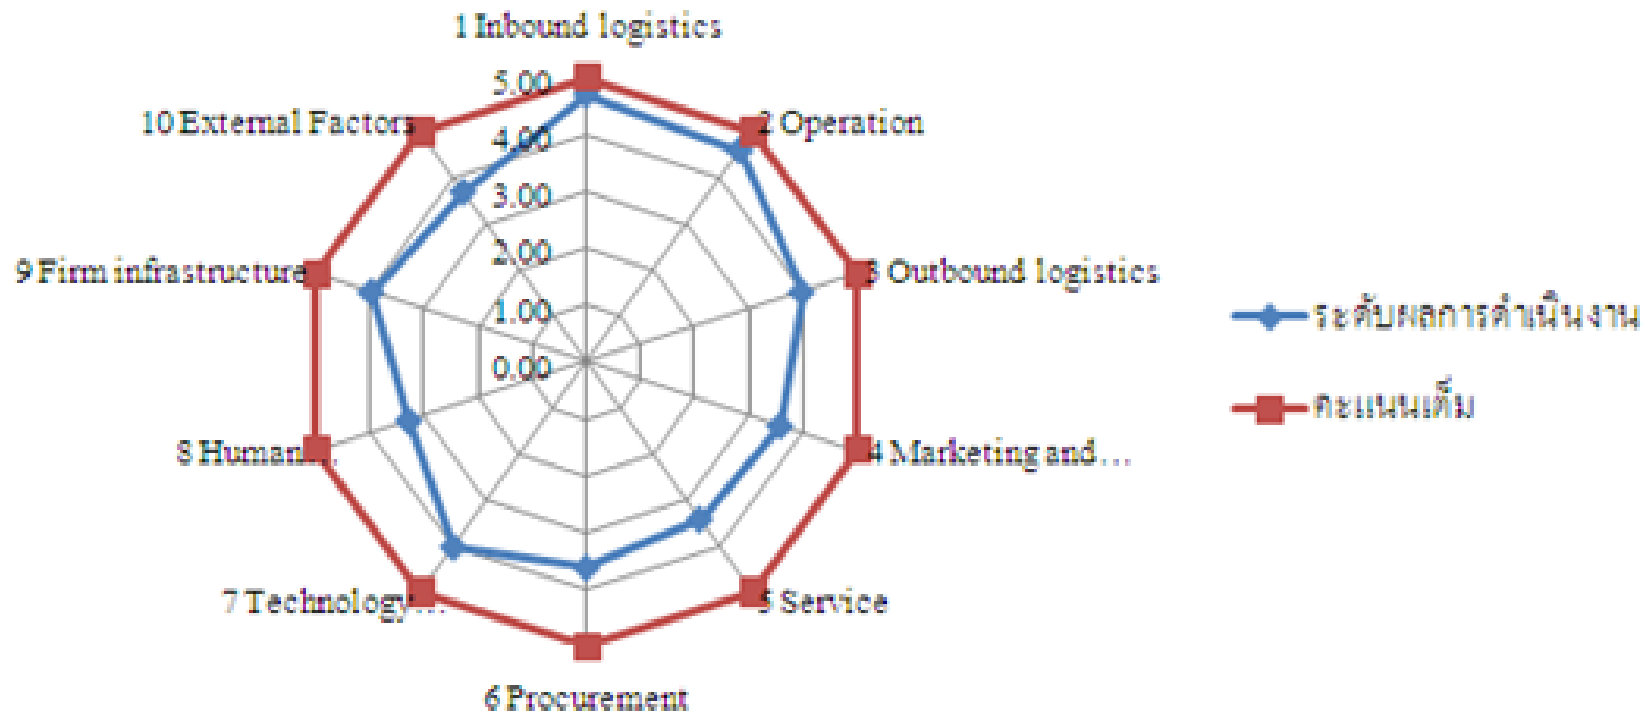 1 Inbound logistics
5.00
10 External Factors
2 Operation
4.00
3.00
2.00
9 Firm infrastructure
3 Outbound logistics
1.00
ระดับผลการดำเนินงาน
0.00
คะแนนเต็ม
8 Human...
4 Marketing and...
7 Technology...
5 Service
6 Procurement